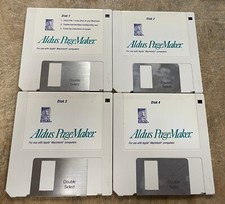 Disk 1
Aldus PageMaker
For use with Apple Macintosh computers
Disk 2
Aldus PageMaker
For use with Apple Macintosh computers
Disk 3
Aldus PageMaker
For use with Apple Macintosh computers
Double
Sided
Disk 4
Aldus PageMaker
For use with Apple Macintosh computers
Double
Sided